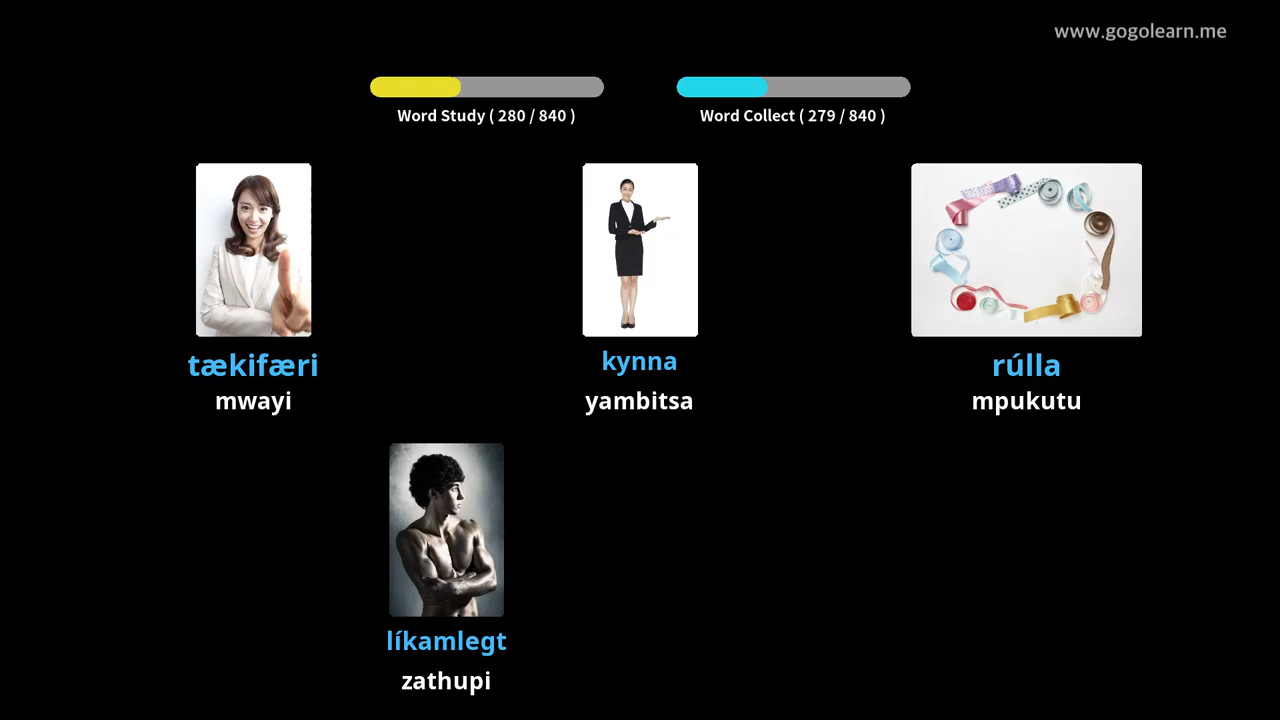 www.gogolearn.me
Word Study ( 280 / 840 )
Word Collect ( 279 / 840 )
tækifæri
mwayi
kynna
yambitsa
rúlla
mpukutu
líkamlegt
zathupi